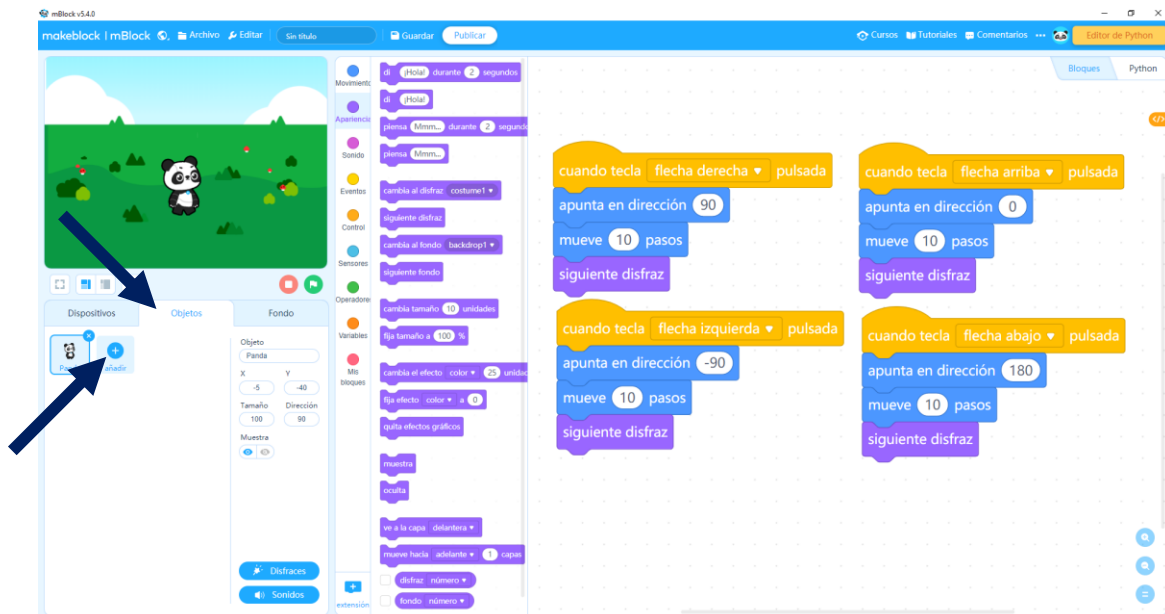 mBlock v5.4.0
makeblock | mBlock Archivo Editar Sin título Guardar Publicar Cursos Tutoriales Comentarios Editor de Python
Bloques Python
Movimiento
Apariencia
Sonido
Eventos
Control
Sensores
Operadores
Variables
Mis
bloques
extensión
di ¡Hola! durante 2 segundos
di ¡Hola!
piensa Mmm... durante 2 segundo
piensa Mmm...
cambia al disfraz costume1
siguiente disfraz
cambia al fondo backdrop1
siguiente fondo
cambia tamaño 10 unidades
fija tamaño a 100 %
cambia el efecto color 25 unidad
fija efecto color a 0
quita efectos gráficos
muestra
oculta
ve a la capa delantera
mueve hacia adelante 1 capas
disfraz número
fondo número
cuando tecla flecha derecha pulsada
apunta en dirección 90
mueve 10 pasos
siguiente disfraz
cuando tecla flecha arriba pulsada
apunta en dirección 0
mueve 10 pasos
siguiente disfraz
cuando tecla flecha izquierda pulsada
apunta en dirección -90
mueve 10 pasos
siguiente disfraz
cuando tecla flecha abajo pulsada
apunta en dirección 180
mueve 10 pasos
siguiente disfraz
Dispositivos Objetos Fondo
añadir
Objeto
Panda
X Y
-5 -40
Tamaño Dirección
100 90
Muestra
Disfraces
Sonidos